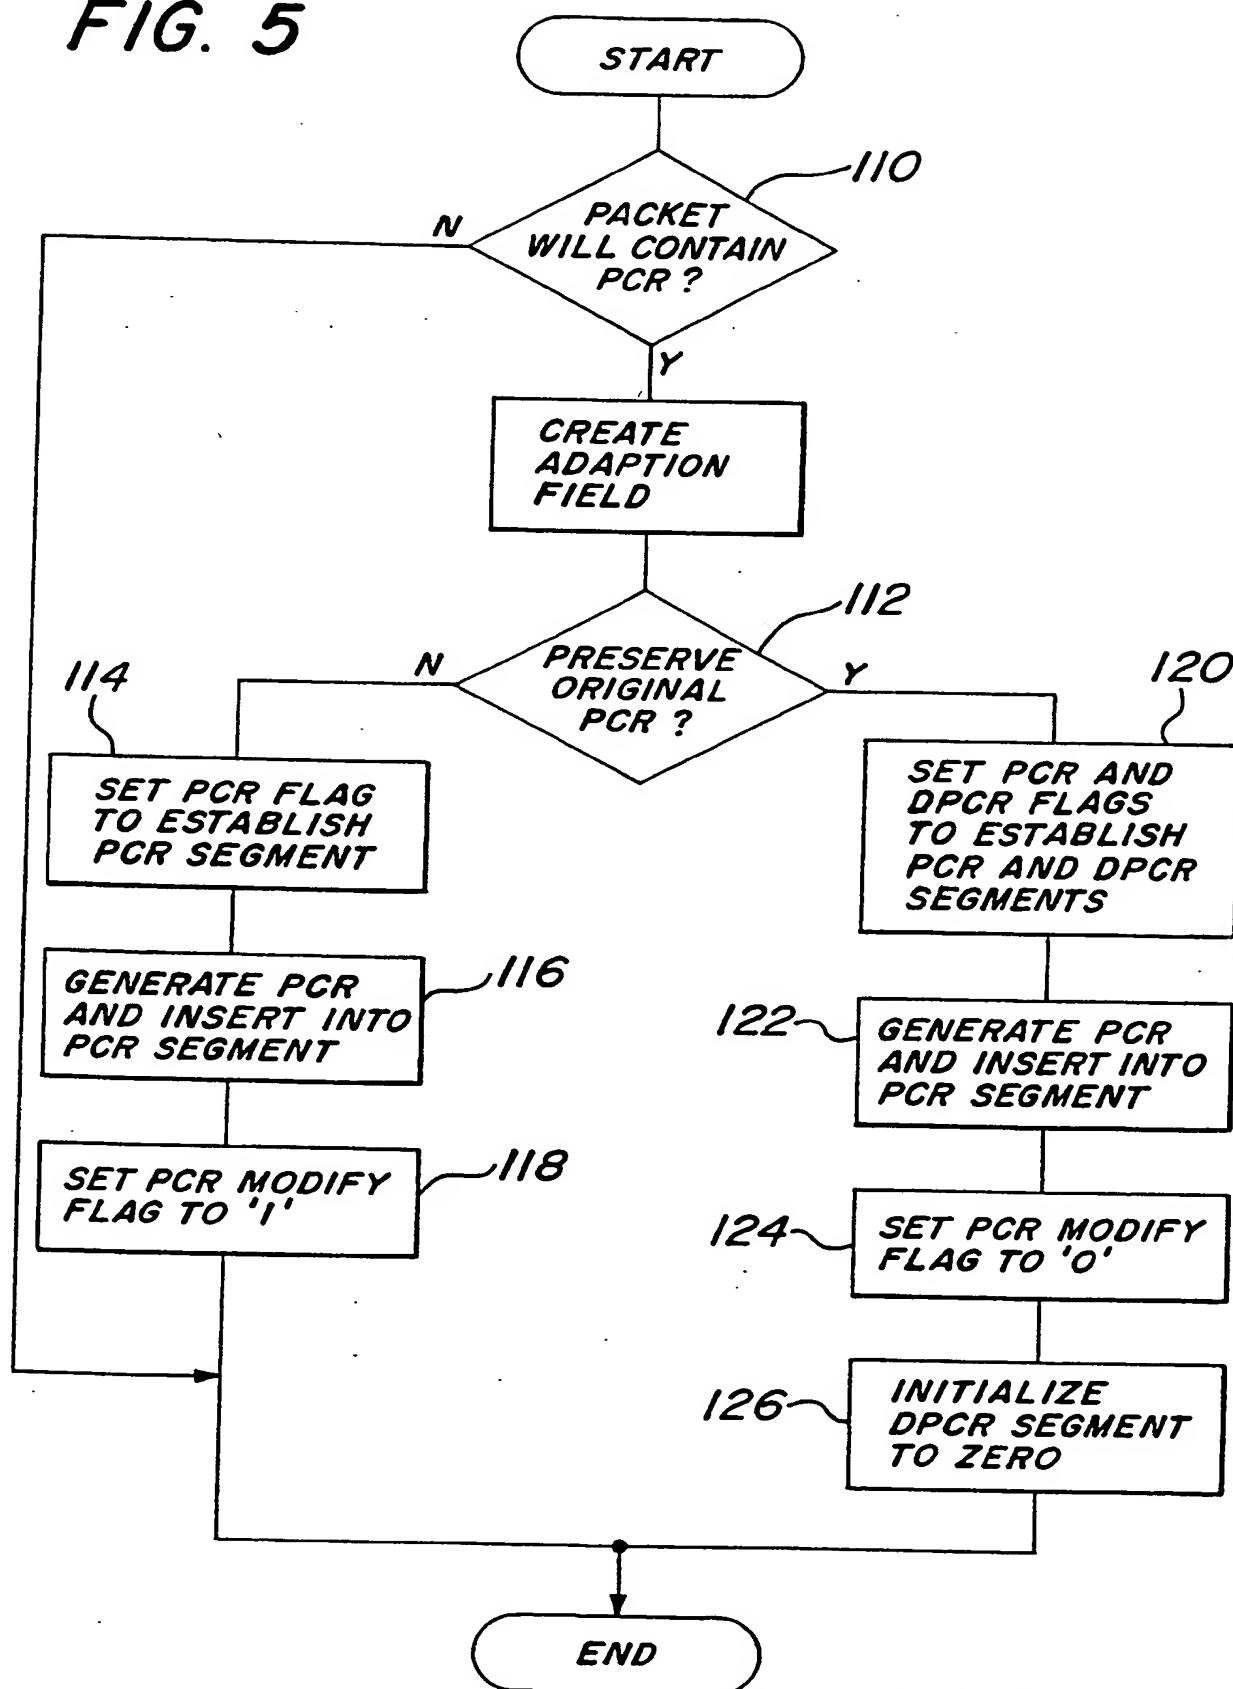 FIG. 5
START
110
PACKET
WILL CONTAIN
PCR ?
N
Y
CREATE
ADAPTION
FIELD
112
PRESERVE
ORIGINAL
PCR ?
N
Y
114
SET PCR FLAG
TO ESTABLISH
PCR SEGMENT
116
GENERATE PCR
AND INSERT INTO
PCR SEGMENT
118
SET PCR MODIFY
FLAG TO '1'
120
SET PCR AND
DPCR FLAGS
TO ESTABLISH
PCR AND DPCR
SEGMENTS
122
GENERATE PCR
AND INSERT INTO
PCR SEGMENT
124
SET PCR MODIFY
FLAG TO '0'
126
INITIALIZE
DPCR SEGMENT
TO ZERO
END